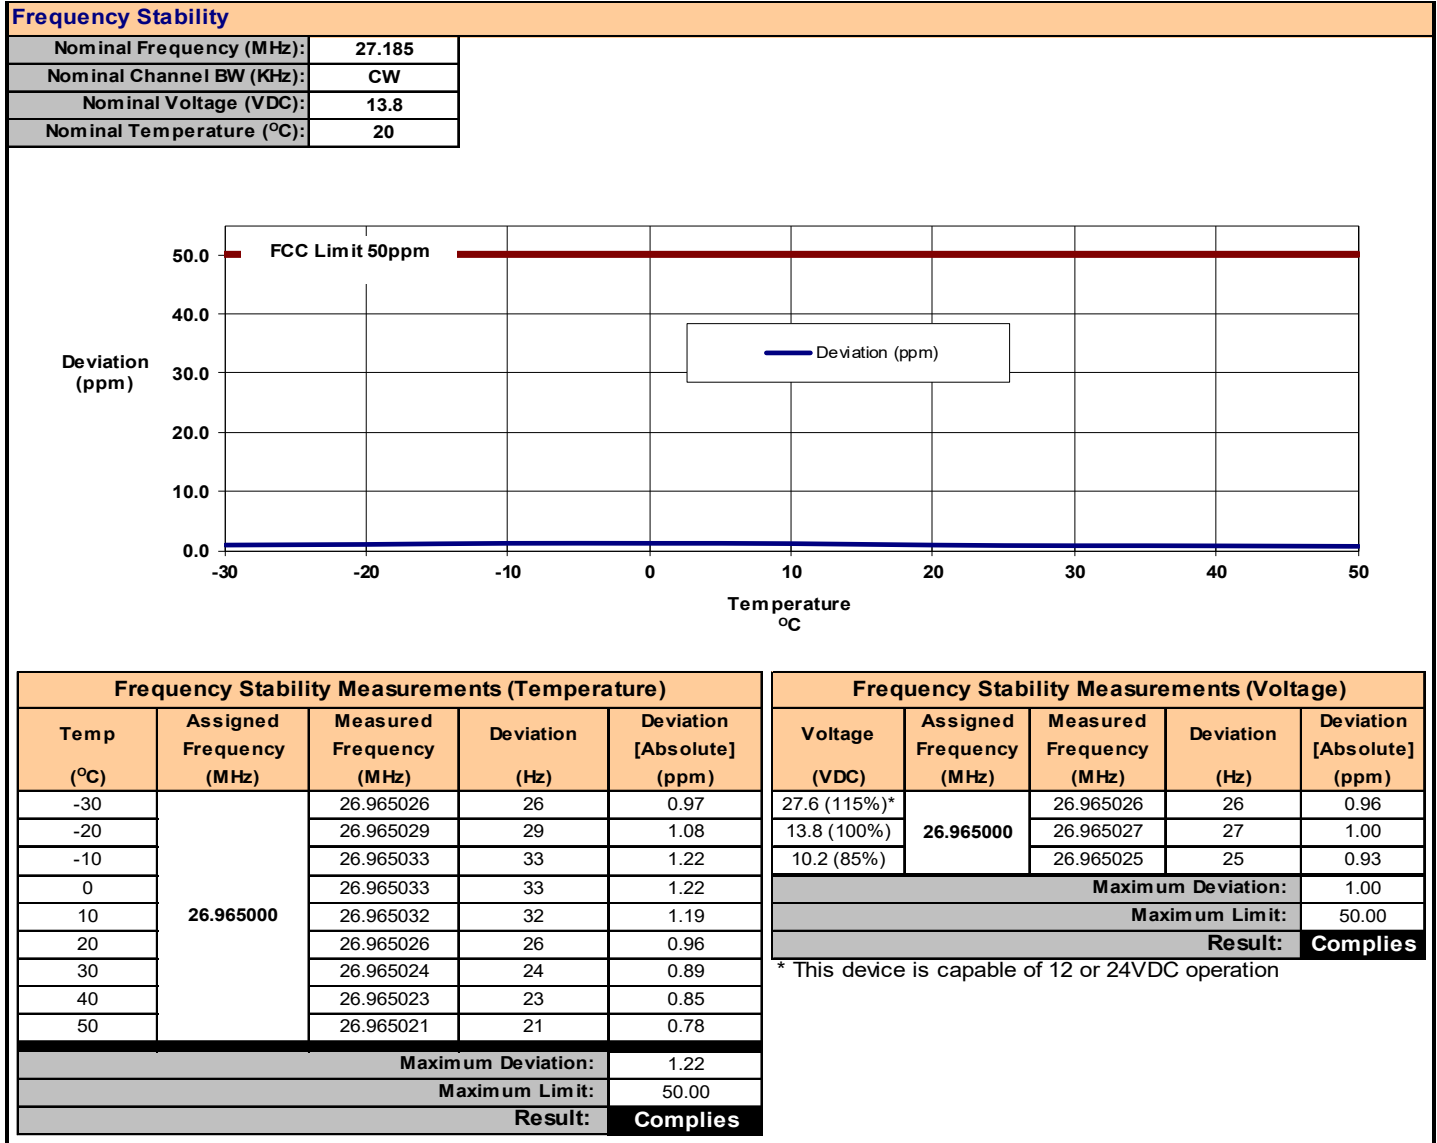 Frequency Stability
Nominal Frequency (MHz): 27.185
Nominal Channel BW (KHz): CW
Nominal Voltage (VDC): 13.8
Nominal Temperature (ᴼC): 20
FCC Limit 50ppm
50.0
40.0
30.0
20.0
10.0
0.0
Deviation
(ppm)
Deviation (ppm)
-30 -20 -10 0 10 20 30 40 50
Temperature
ᴼC
Frequency Stability Measurements (Temperature)
Temp Assigned Measured Deviation Deviation
Frequency Frequency [Absolute]
(ᴼC) (MHz) (MHz) (Hz) (ppm)
-30 26.965026 26 0.97
-20 26.965029 29 1.08
-10 26.965033 33 1.22
0 26.965033 33 1.22
10 26.965000 26.965032 32 1.19
20 26.965026 26 0.96
30 26.965024 24 0.89
40 26.965023 23 0.85
50 26.965021 21 0.78
Maximum Deviation: 1.22
Maximum Limit: 50.00
Result: Complies
Frequency Stability Measurements (Voltage)
Voltage Assigned Measured Deviation Deviation
Frequency Frequency [Absolute]
(VDC) (MHz) (MHz) (Hz) (ppm)
27.6 (115%)* 26.965026 26 0.96
13.8 (100%) 26.965000 26.965027 27 1.00
10.2 (85%) 26.965025 25 0.93
Maximum Deviation: 1.00
Maximum Limit: 50.00
Result: Complies
* This device is capable of 12 or 24VDC operation